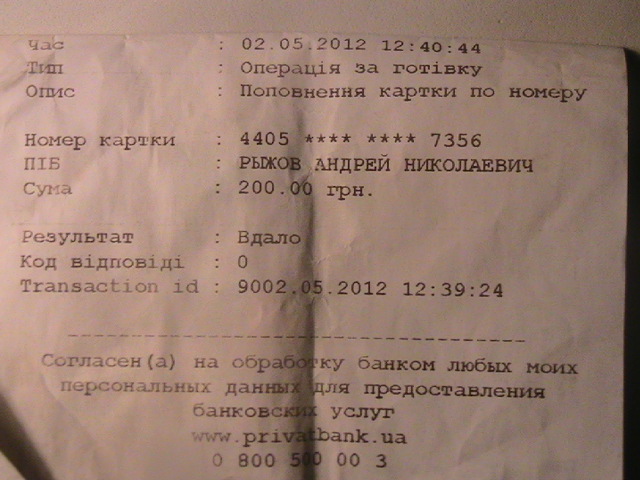 Час : 02.05.2012 12:40:44
Тип : Операція за готівку
Опис : Поповнення картки по номеру
Номер картки : 4405 **** **** 7356
ПІБ : РЫЖОВ АНДРЕЙ НИКОЛАЕВИЧ
Сума : 200.00 грн.
Результат : Вдало
Код відповіді : 0
Transaction id : 9002.05.2012 12:39:24
------------------------------------
Согласен(а) на обработку банком любых моих
персональных данных для предоставления
банковских услуг
www.privatbank.ua
0 800 500 00 3